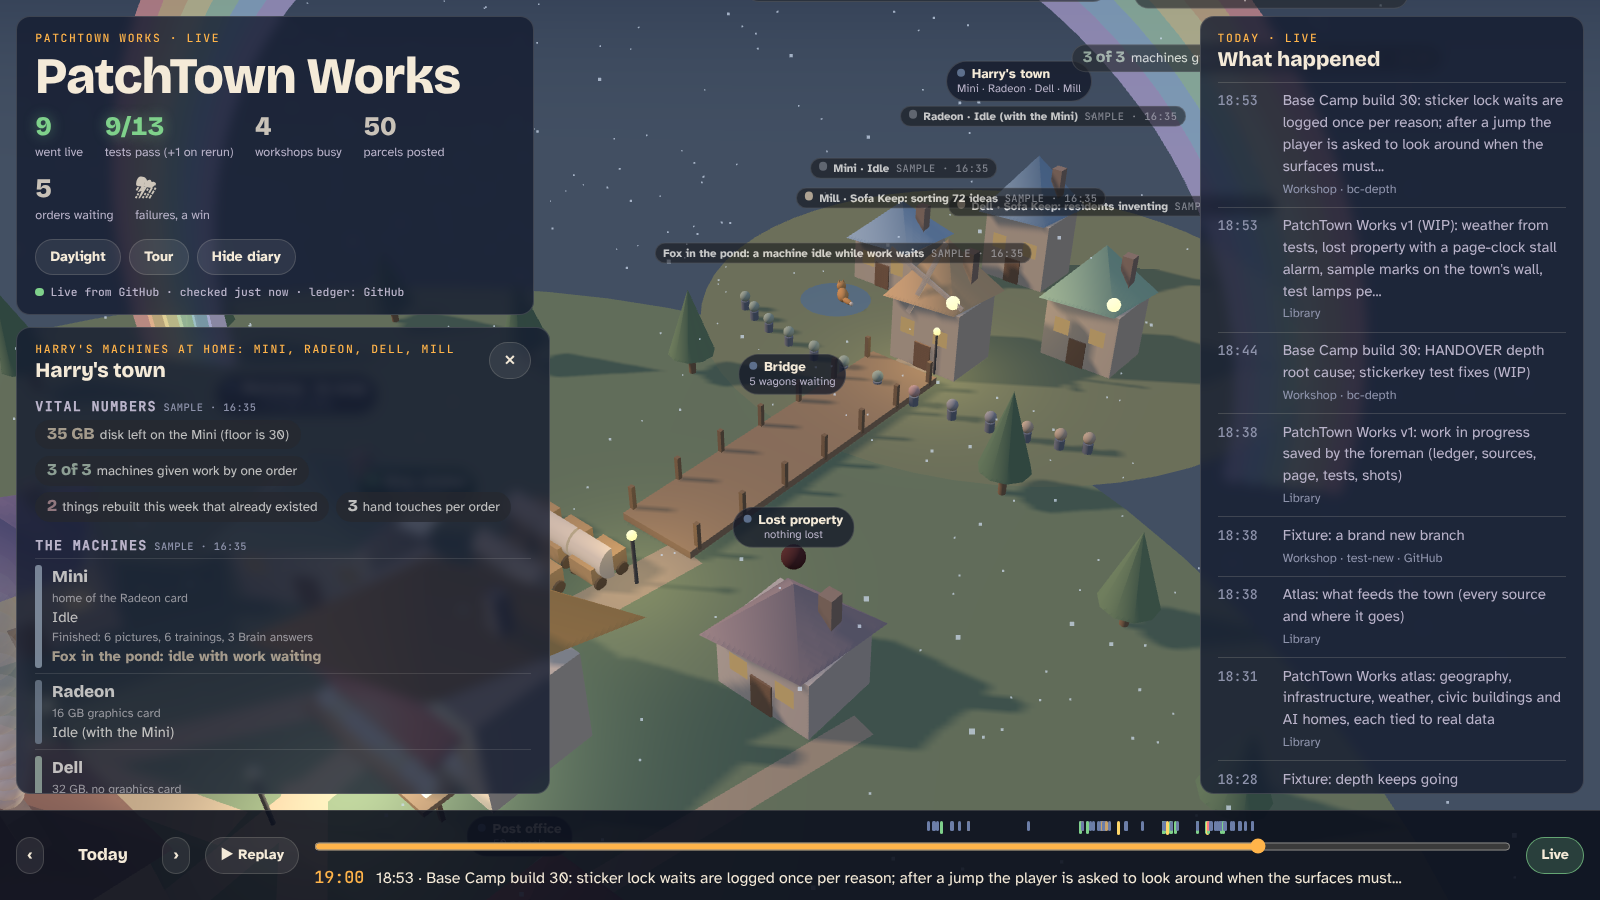 PATCHTOWN WORKS · LIVE
PatchTown Works
9 went live
9/13 tests pass (+1 on rerun)
4 workshops busy
50 parcels posted
5 orders waiting
failures, a win
Daylight
Tour
Hide diary
Live from GitHub · checked just now · ledger: GitHub
HARRY'S MACHINES AT HOME: MINI, RADEON, DELL, MILL
Harry's town
×
VITAL NUMBERS SAMPLE · 16:35
35 GB disk left on the Mini (floor is 30)
3 of 3 machines given work by one order
2 things rebuilt this week that already existed
3 hand touches per order
THE MACHINES SAMPLE · 16:35
Mini
home of the Radeon card
Idle
Finished: 6 pictures, 6 trainings, 3 Brain answers
Fox in the pond: idle with work waiting
Radeon
16 GB graphics card
Idle (with the Mini)
Dell
32 GB, no graphics card
3 of 3 machines g
Harry's town
Mini · Radeon · Dell · Mill
Radeon · Idle (with the Mini) SAMPLE · 16:35
Mini · Idle SAMPLE · 16:35
Mill · Sofa Keep: sorting 72 ideas SAMPLE · 16:35
Dell · Sofa Keep: residents inventing SAMP
Fox in the pond: a machine idle while work waits SAMPLE · 16:35
Bridge
5 wagons waiting
Lost property
nothing lost
Post office
TODAY · LIVE
What happened
18:53 Base Camp build 30: sticker lock waits are
logged once per reason; after a jump the
player is asked to look around when the
surfaces must…
Workshop · bc-depth
18:53 PatchTown Works v1 (WIP): weather from
tests, lost property with a page-clock stall
alarm, sample marks on the town's wall,
test lamps pe…
Library
18:44 Base Camp build 30: HANDOVER depth
root cause; stickerkey test fixes (WIP)
Workshop · bc-depth
18:38 PatchTown Works v1: work in progress
saved by the foreman (ledger, sources,
page, tests, shots)
Library
18:38 Fixture: a brand new branch
Workshop · test-new · GitHub
18:38 Atlas: what feeds the town (every source
and where it goes)
Library
18:31 PatchTown Works atlas: geography,
infrastructure, weather, civic buildings and
AI homes, each tied to real data
Library
18:28 Fixture: depth keeps going
‹
Today
›
▶ Replay
Live
19:00 18:53 · Base Camp build 30: sticker lock waits are logged once per reason; after a jump the player is asked to look around when the surfaces must…